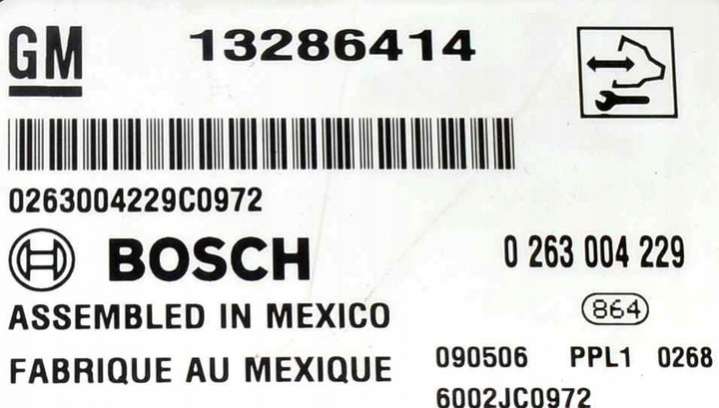 GM 13286414
0263004229C0972
BOSCH 0 263 004 229
ASSEMBLED IN MEXICO 864
FABRIQUE AU MEXIQUE 090506 PPL1 0268
6002JC0972